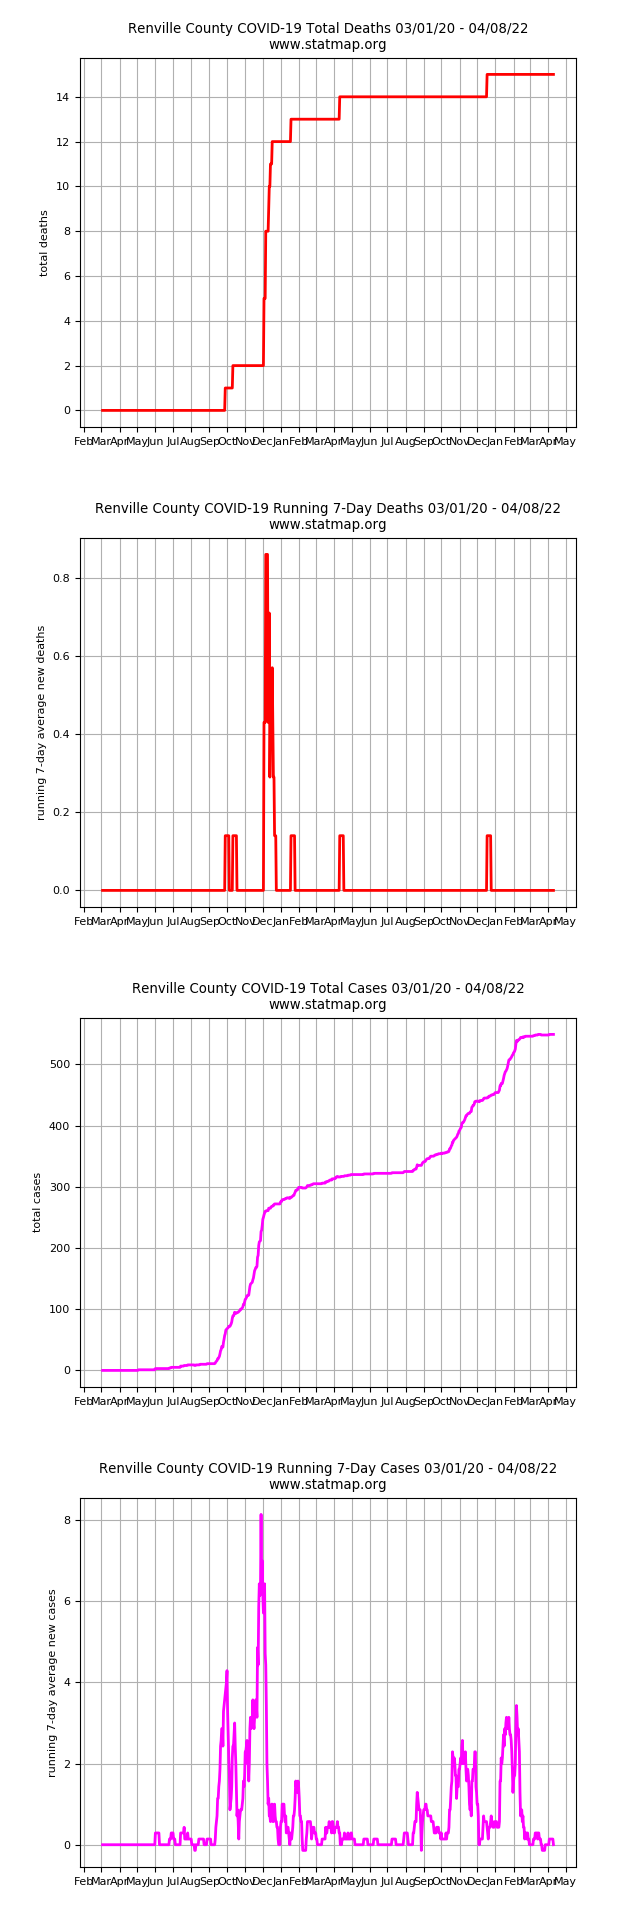 Renville County COVID-19 Total Deaths 03/01/20 - 04/08/22
www.statmap.org
total deaths
14
12
10
8
6
4
2
0
Feb Mar Apr May Jun Jul Aug Sep Oct Nov Dec Jan Feb Mar Apr May Jun Jul Aug Sep Oct Nov Dec Jan Feb Mar Apr May
Renville County COVID-19 Running 7-Day Deaths 03/01/20 - 04/08/22
www.statmap.org
running 7-day average new deaths
0.8
0.6
0.4
0.2
0.0
Feb Mar Apr May Jun Jul Aug Sep Oct Nov Dec Jan Feb Mar Apr May Jun Jul Aug Sep Oct Nov Dec Jan Feb Mar Apr May
Renville County COVID-19 Total Cases 03/01/20 - 04/08/22
www.statmap.org
total cases
500
400
300
200
100
0
Feb Mar Apr May Jun Jul Aug Sep Oct Nov Dec Jan Feb Mar Apr May Jun Jul Aug Sep Oct Nov Dec Jan Feb Mar Apr May
Renville County COVID-19 Running 7-Day Cases 03/01/20 - 04/08/22
www.statmap.org
running 7-day average new cases
8
6
4
2
0
Feb Mar Apr May Jun Jul Aug Sep Oct Nov Dec Jan Feb Mar Apr May Jun Jul Aug Sep Oct Nov Dec Jan Feb Mar Apr May